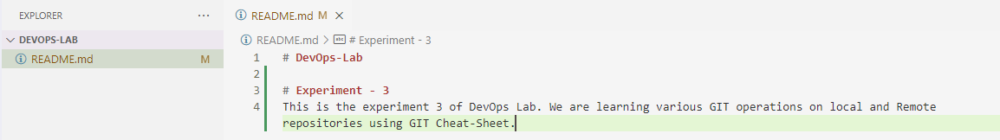 EXPLORER ...
DEVOPS-LAB
README.md M
README.md M
README.md > # Experiment - 3
1 # DevOps-Lab
2
3 # Experiment - 3
4 This is the experiment 3 of DevOps Lab. We are learning various GIT operations on local and Remote
repositories using GIT Cheat-Sheet.